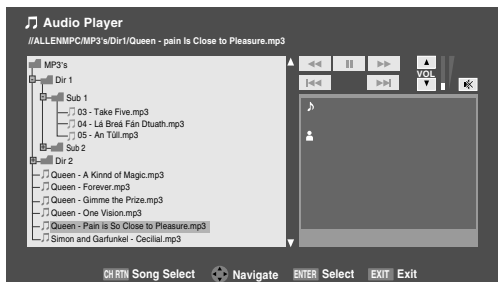 Audio Player
//ALLENMPC/MP3's/Dir1/Queen - pain Is Close to Pleasure.mp3
MP3's
Dir 1
Sub 1
03 - Take Five.mp3
04 - Lá Breá Fán Dtuath.mp3
05 - An Tûll.mp3
Sub 2
Dir 2
Queen - A Kinnd of Magic.mp3
Queen - Forever.mp3
Queen - Gimme the Prize.mp3
Queen - One Vision.mp3
Queen - Pain is So Close to Pleasure.mp3
Simon and Garfunkel - Cecilial.mp3
VOL
CH RTN Song Select Navigate ENTER Select EXIT Exit